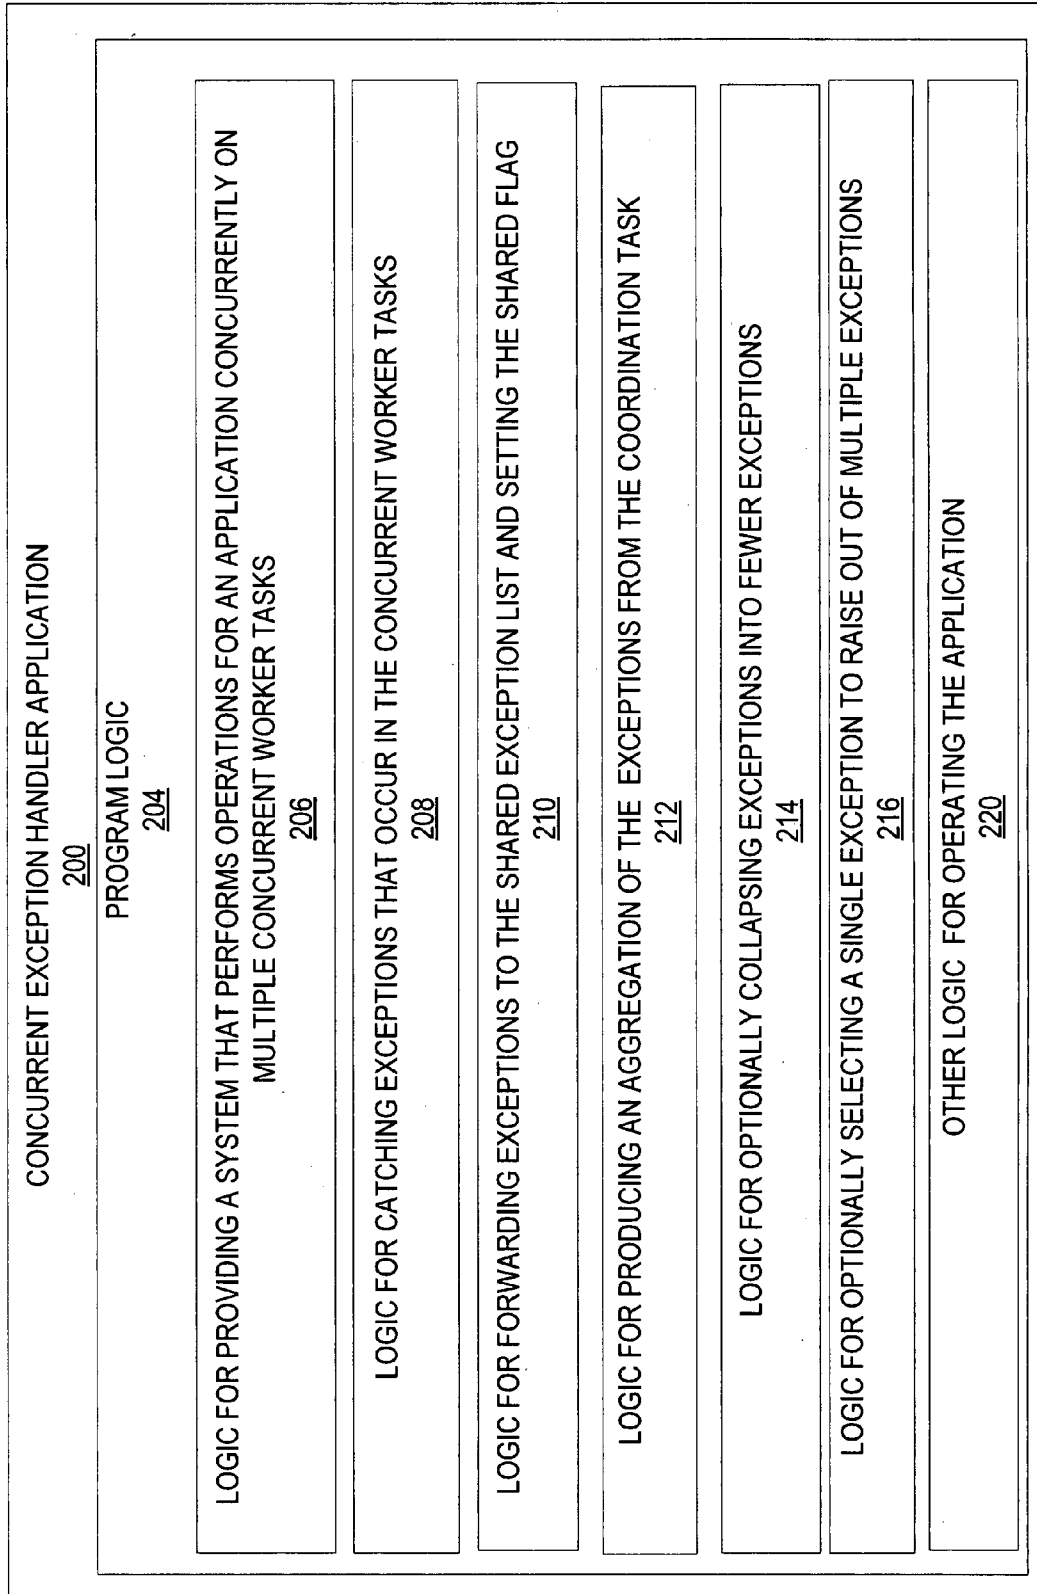 CONCURRENT EXCEPTION HANDLER APPLICATION
200
PROGRAM LOGIC
204
LOGIC FOR PROVIDING A SYSTEM THAT PERFORMS OPERATIONS FOR AN APPLICATION CONCURRENTLY ON
MULTIPLE CONCURRENT WORKER TASKS
206
LOGIC FOR CATCHING EXCEPTIONS THAT OCCUR IN THE CONCURRENT WORKER TASKS
208
LOGIC FOR FORWARDING EXCEPTIONS TO THE SHARED EXCEPTION LIST AND SETTING THE SHARED FLAG
210
LOGIC FOR PRODUCING AN AGGREGATION OF THE EXCEPTIONS FROM THE COORDINATION TASK
212
LOGIC FOR OPTIONALLY COLLAPSING EXCEPTIONS INTO FEWER EXCEPTIONS
214
LOGIC FOR OPTIONALLY SELECTING A SINGLE EXCEPTION TO RAISE OUT OF MULTIPLE EXCEPTIONS
216
OTHER LOGIC FOR OPERATING THE APPLICATION
220